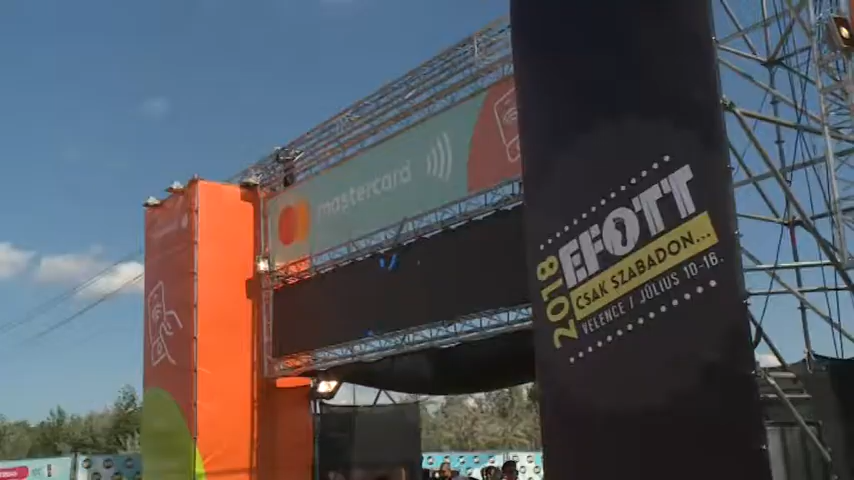 mastercard
2018
EFOTT
CSAK SZABADON...
VELENCE / JÚLIUS 10-16.